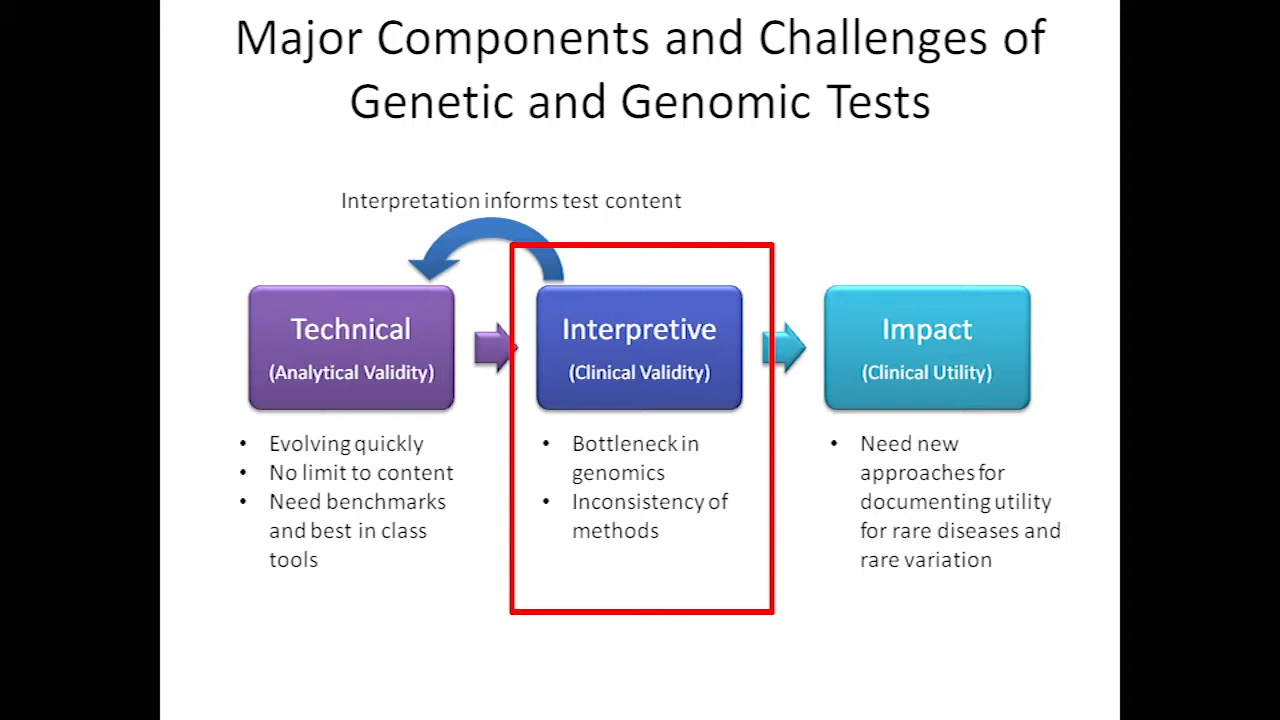 Major Components and Challenges of
Genetic and Genomic Tests
Interpretation informs test content
Technical
(Analytical Validity)
• Evolving quickly
• No limit to content
• Need benchmarks
and best in class
tools
Interpretive
(Clinical Validity)
• Bottleneck in
genomics
• Inconsistency of
methods
Impact
(Clinical Utility)
• Need new
approaches for
documenting utility
for rare diseases and
rare variation